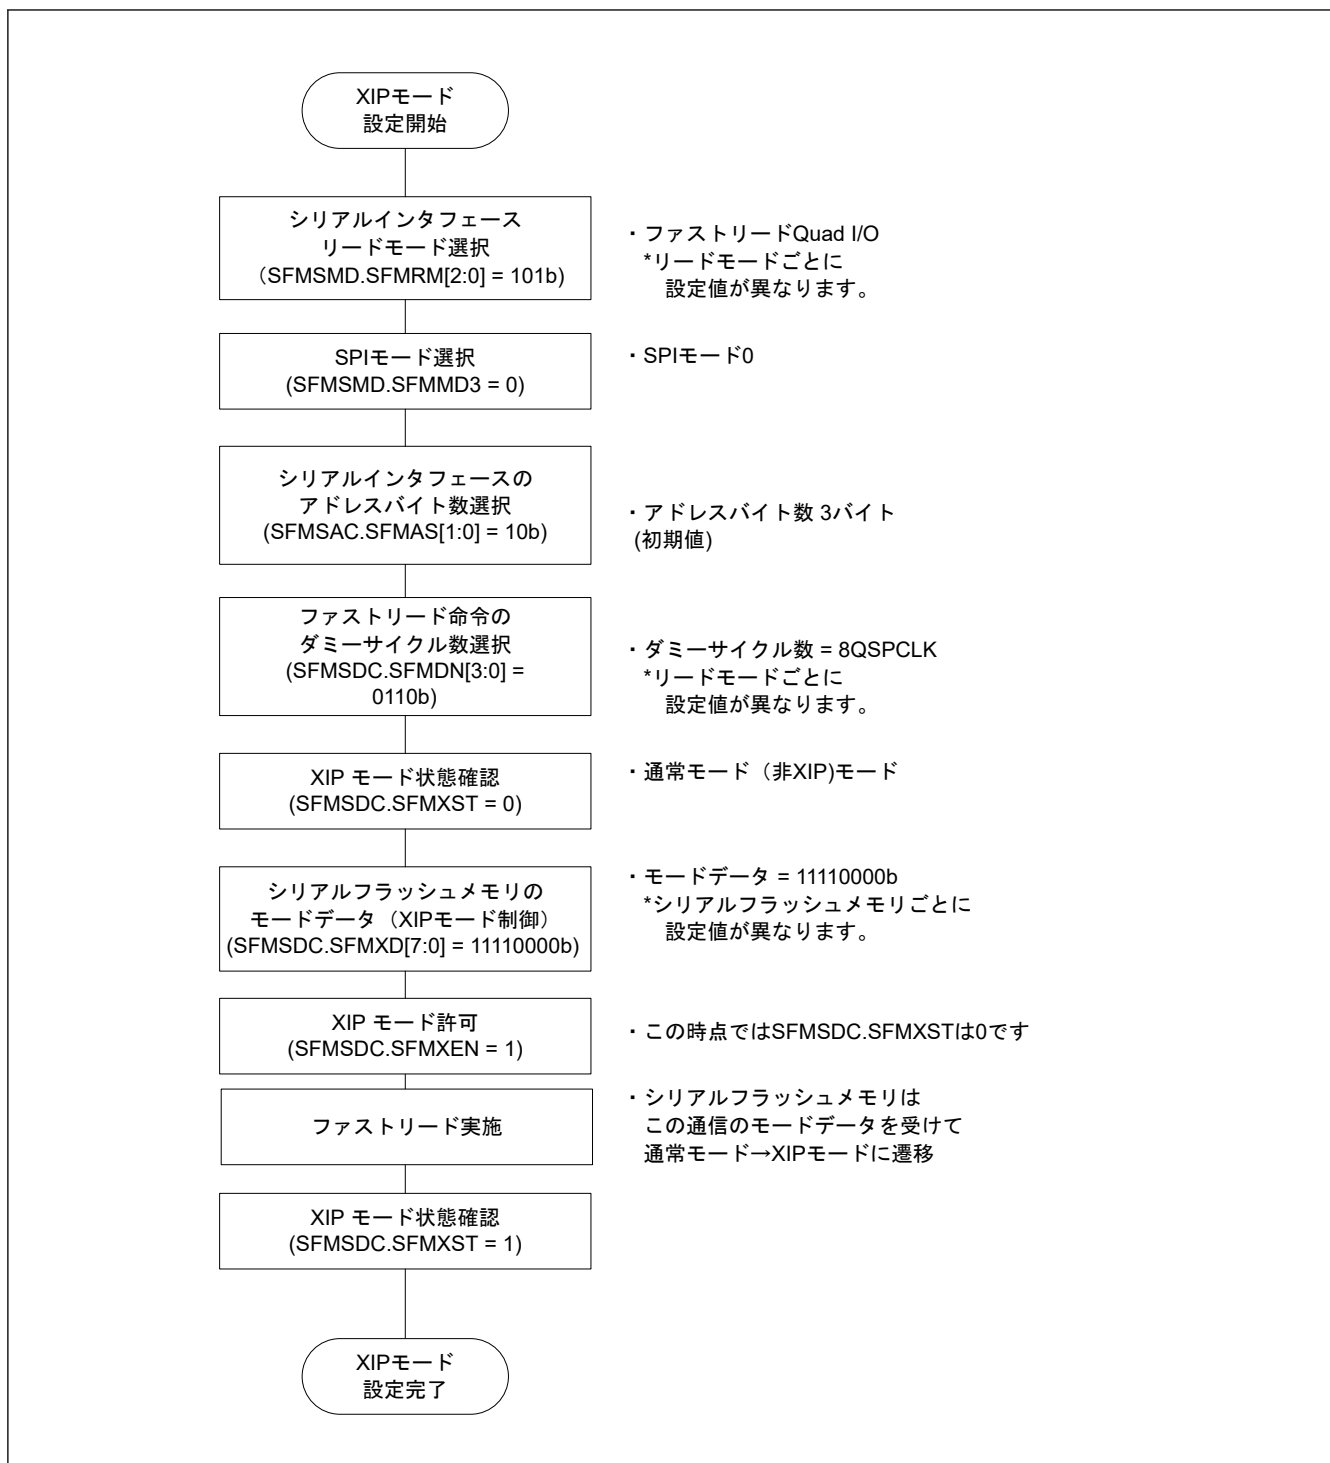 XIPモード
設定開始
シリアルインタフェース
リードモード選択
（SFMSMD.SFMRM[2:0] = 101b)
・ファストリードQuad I/O
*リードモードごとに
設定値が異なります。
SPIモード選択
(SFMSMD.SFMMD3 = 0)
・SPIモード0
シリアルインタフェースの
アドレスバイト数選択
(SFMSAC.SFMAS[1:0] = 10b)
・アドレスバイト数 3バイト
(初期値)
ファストリード命令の
ダミーサイクル数選択
(SFMSDC.SFMDN[3:0] =
0110b)
・ダミーサイクル数 = 8QSPCLK
*リードモードごとに
設定値が異なります。
XIP モード状態確認
(SFMSDC.SFMXST = 0)
・通常モード（非XIP)モード
シリアルフラッシュメモリの
モードデータ（XIPモード制御）
(SFMSDC.SFMXD[7:0] = 11110000b)
・モードデータ = 11110000b
*シリアルフラッシュメモリごとに
設定値が異なります。
XIP モード許可
(SFMSDC.SFMXEN = 1)
・この時点ではSFMSDC.SFMXSTは0です
ファストリード実施
・シリアルフラッシュメモリは
この通信のモードデータを受けて
通常モード→XIPモードに遷移
XIP モード状態確認
(SFMSDC.SFMXST = 1)
XIPモード
設定完了